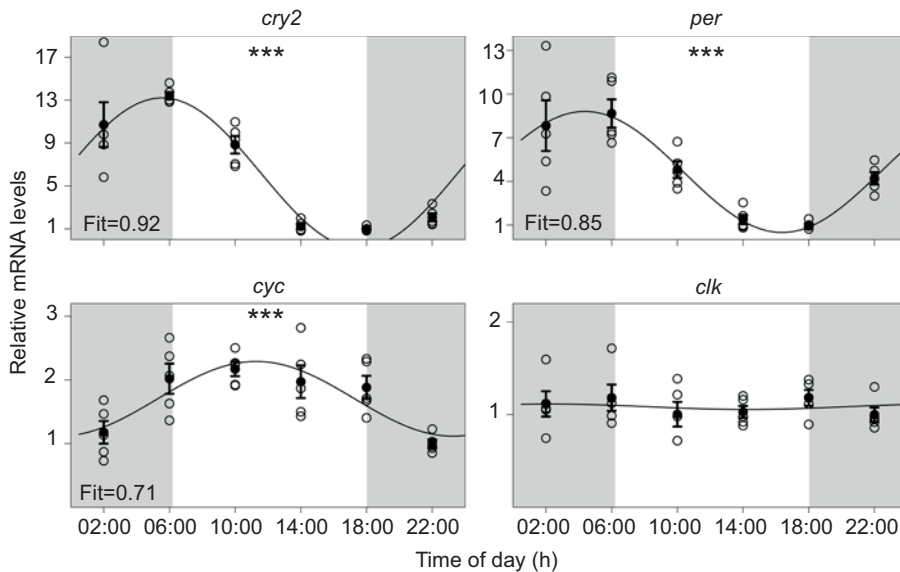 cry2
per
17
13
9
5
1
***
Fit=0.92
13
10
7
4
1
***
Fit=0.85
Relative mRNA levels
cyc
clk
3
2
1
***
Fit=0.71
2
1
02:00 06:00 10:00 14:00 18:00 22:00
02:00 06:00 10:00 14:00 18:00 22:00
Time of day (h)